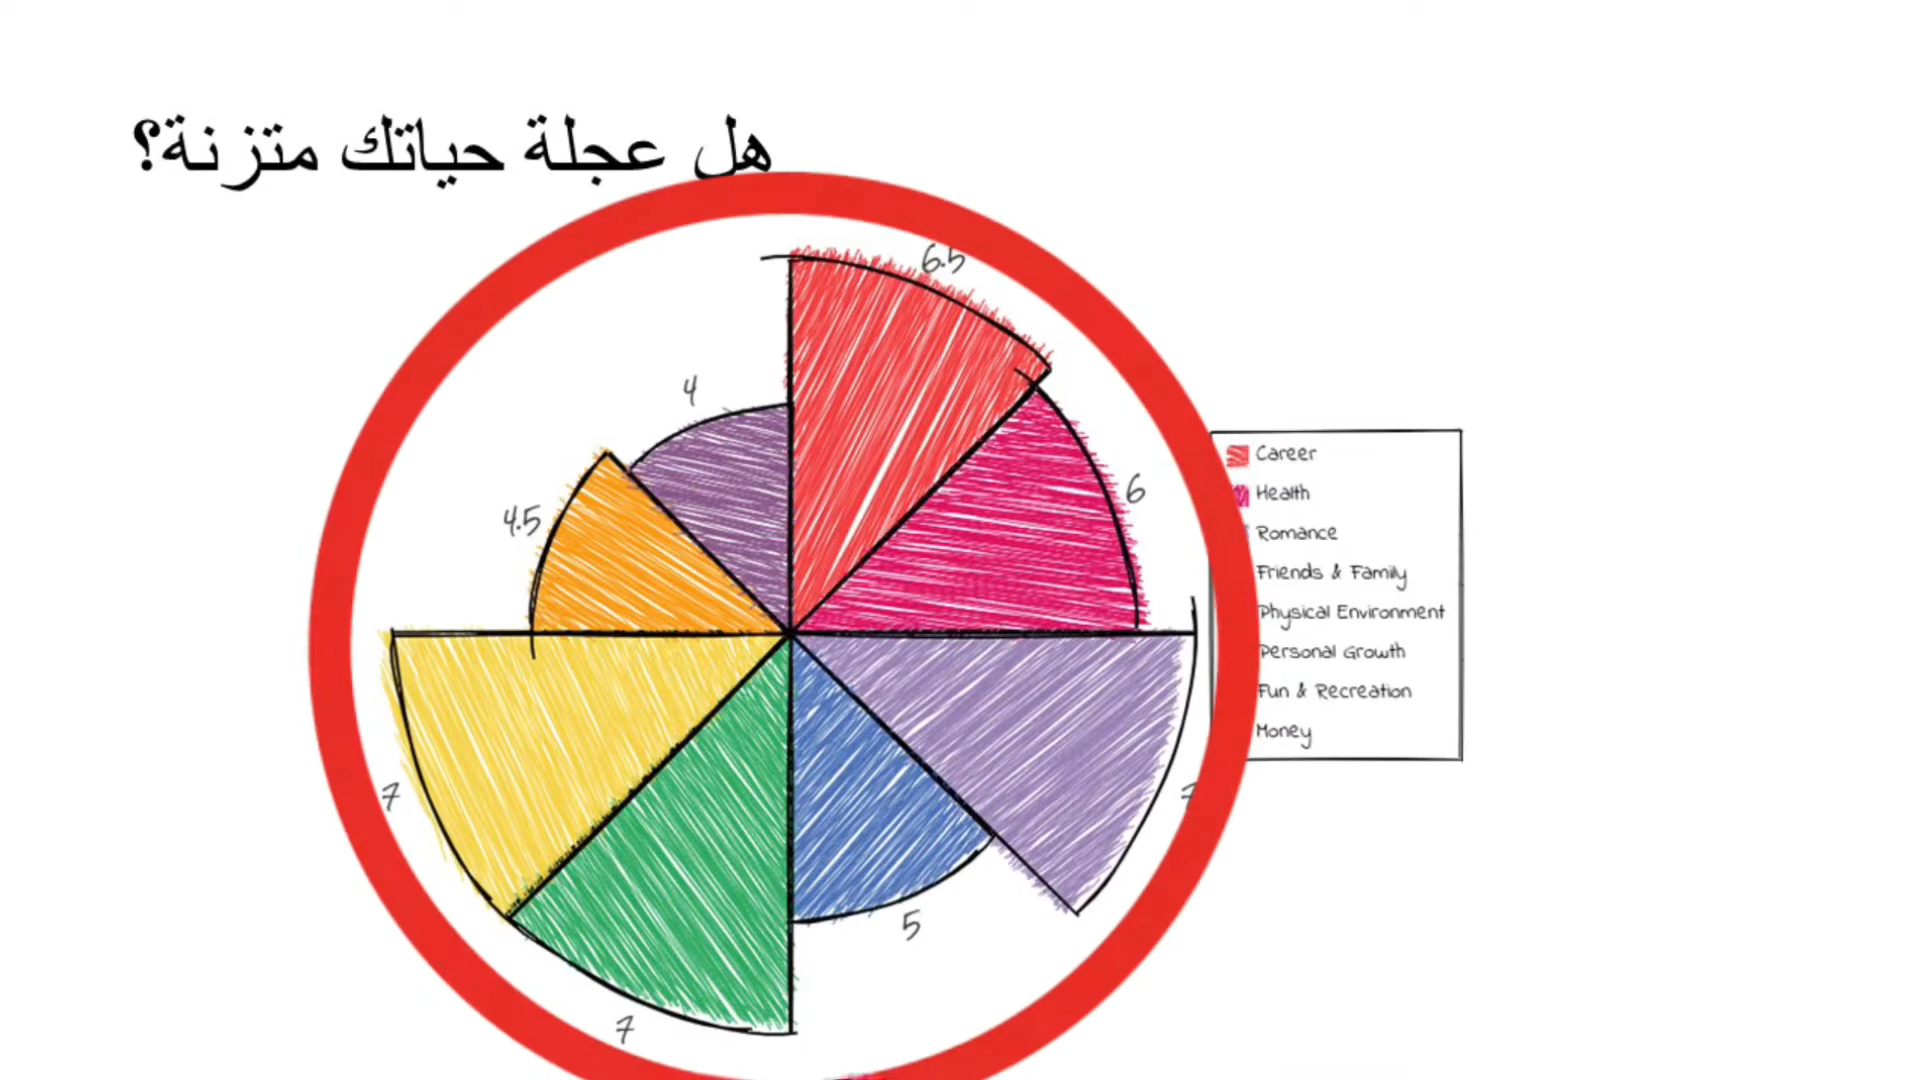 هل عجلة حياتك متزنة؟
6.5
4
6
4.5
7
7
5
7
Career
Health
Romance
Friends & Family
Physical Environment
Personal Growth
Fun & Recreation
Money